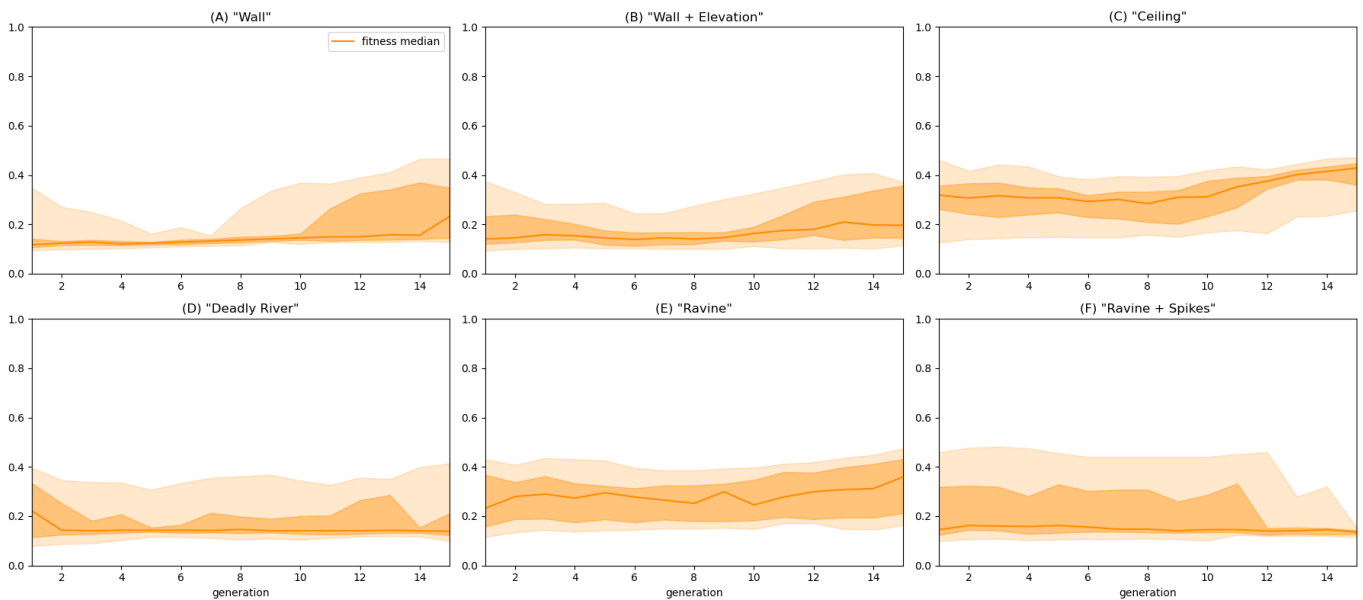 (A) "Wall"
(B) "Wall + Elevation"
(C) "Ceiling"
1.0
0.8
0.6
0.4
0.2
0.0
fitness median
2 4 6 8 10 12 14
1.0
0.8
0.6
0.4
0.2
0.0
2 4 6 8 10 12 14
1.0
0.8
0.6
0.4
0.2
0.0
2 4 6 8 10 12 14
(D) "Deadly River"
(E) "Ravine"
(F) "Ravine + Spikes"
1.0
0.8
0.6
0.4
0.2
0.0
2 4 6 8 10 12 14
generation
1.0
0.8
0.6
0.4
0.2
0.0
2 4 6 8 10 12 14
generation
1.0
0.8
0.6
0.4
0.2
0.0
2 4 6 8 10 12 14
generation